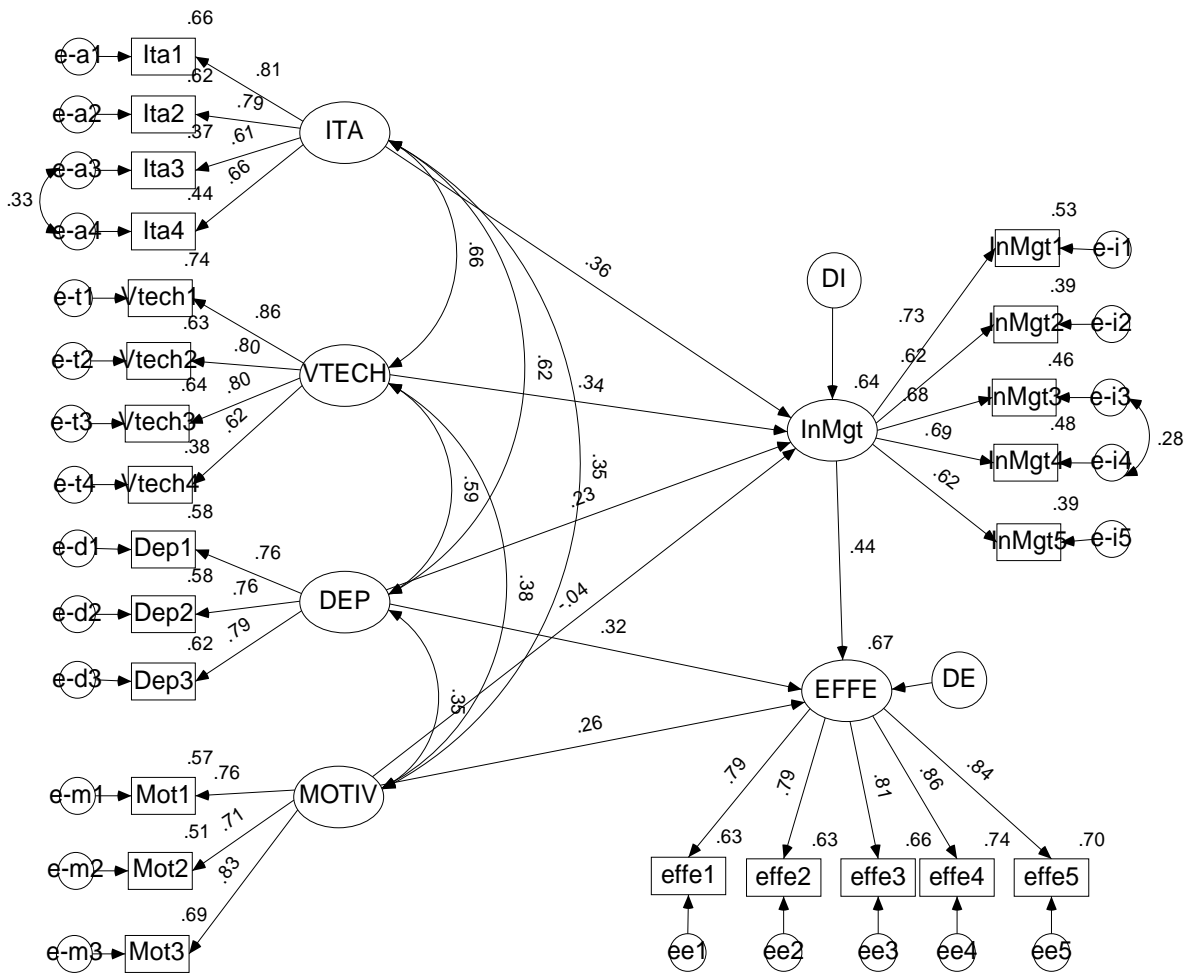 .66
e-a1 Ita1
.62 .81
e-a2 Ita2 .79
.37 .61 ITA
e-a3 Ita3 .66
.33 .44
e-a4 Ita4
.74
e-t1 Vtech1 .86
.63
e-t2 Vtech2 .80
.64 .80 VTECH
e-t3 Vtech3 .62
.38
e-t4 Vtech4
.58
e-d1 Dep1 .76
.58
e-d2 Dep2 .76 DEP
.62 .79
e-d3 Dep3
.57
e-m1 Mot1 .76 MOTIV
.51 .71
e-m2 Mot2 .83
.69
e-m3 Mot3
.66
.62
.35
.59
.38
.35
.36
.34
.23
-.04
.32
.26
DI
.64
InMgt
.44
.53
.73 InMgt1 e-i1
.39
.62 InMgt2 e-i2
.46
.68 InMgt3 e-i3
.48 .28
.69 InMgt4 e-i4
.39
.62 InMgt5 e-i5
.67
EFFE DE
.79 .79 .81 .86 .84
.63 .63 .66 .74 .70
effe1 effe2 effe3 effe4 effe5
ee1 ee2 ee3 ee4 ee5